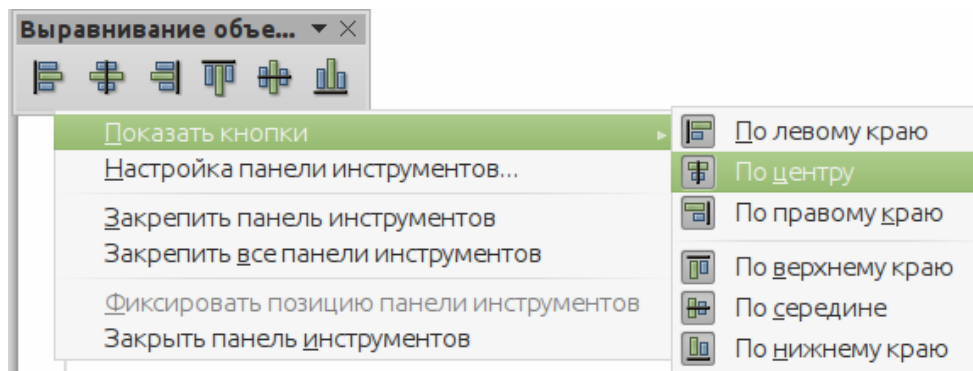 Выравнивание объе...
Показать кнопки
Настройка панели инструментов...
Закрепить панель инструментов
Закрепить все панели инструментов
Фиксировать позицию панели инструментов
Закрыть панель инструментов
По левому краю
По центру
По правому краю
По верхнему краю
По середине
По нижнему краю